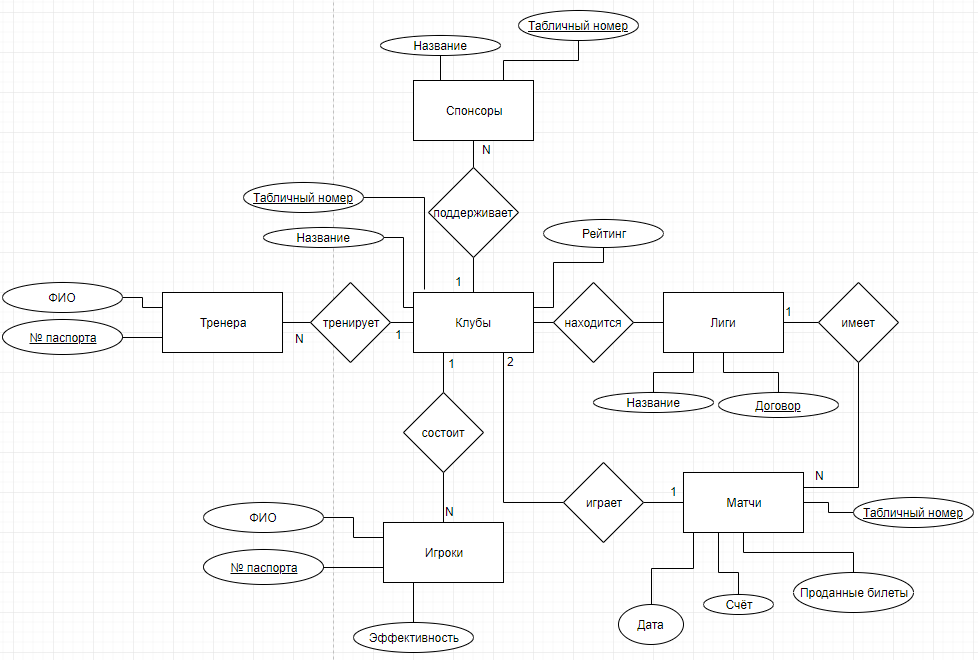 Табличный номер
Название
Спонсоры
N
поддерживает
Табличный номер
Название
Рейтинг
1
ФИО
№ паспорта
Тренера
N
тренирует
1
Клубы
находится
Лиги
1
имеет
1
2
Название
Договор
состоит
N
играет
1
Матчи
N
Табличный номер
ФИО
№ паспорта
Игроки
Эффективность
Дата
Счёт
Проданные билеты